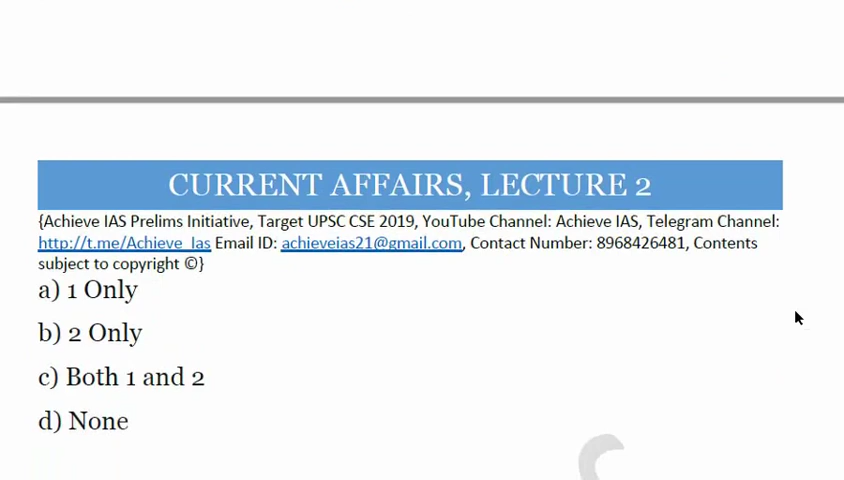 CURRENT AFFAIRS, LECTURE 2
{Achieve IAS Prelims Initiative, Target UPSC CSE 2019, YouTube Channel: Achieve IAS, Telegram Channel:
http://t.me/Achieve_Ias Email ID: achieveias21@gmail.com, Contact Number: 8968426481, Contents
subject to copyright ©}
a) 1 Only
b) 2 Only
c) Both 1 and 2
d) None